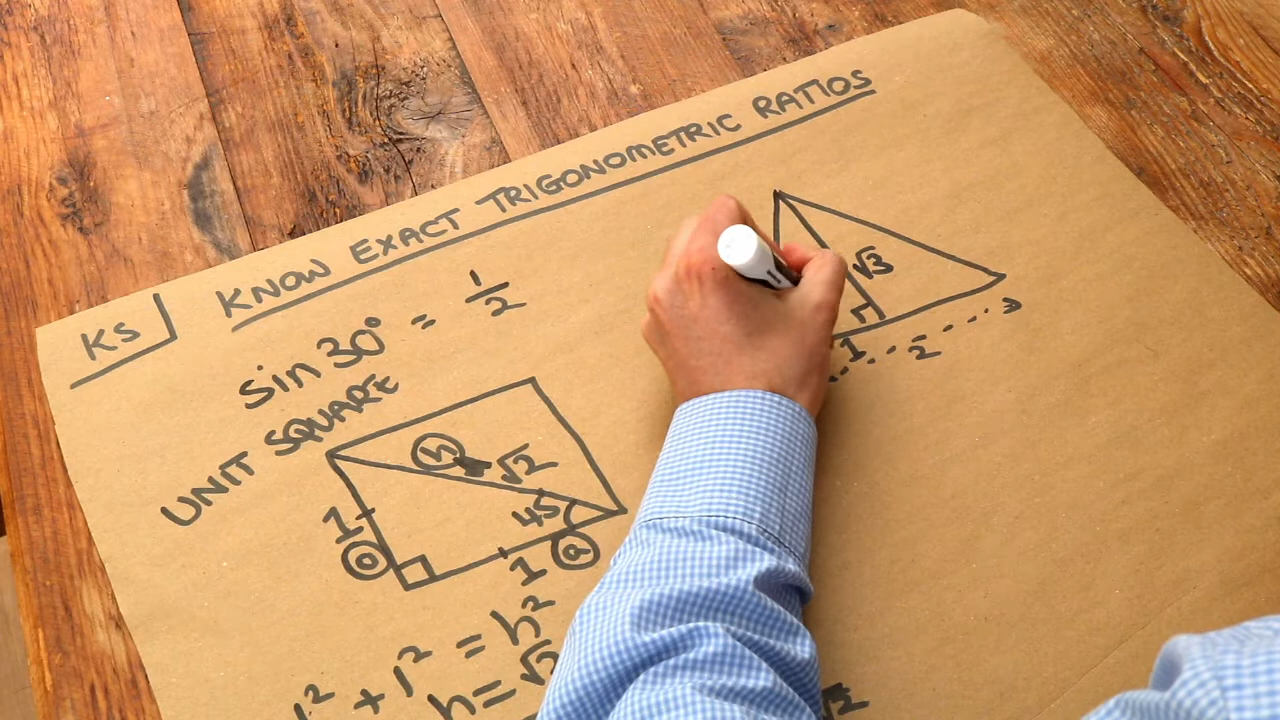 KS
KNOW EXACT TRIGONOMETRIC RATIOS
sin 30° = 1/2
UNIT SQUARE
h
√2
1
45
O
1
a
² + 1² = h²
h = √2
√3
1
2